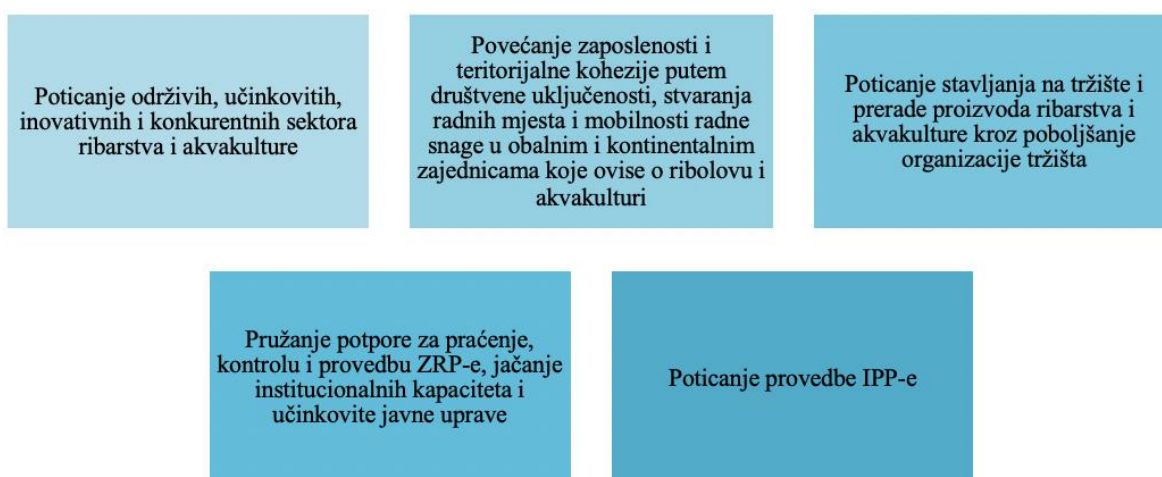 Poticanje održivih, učinkovitih,
inovativnih i konkurentnih sektora
ribarstva i akvakulture
Povećanje zaposlenosti i
teritorijalne kohezije putem
društvene uključenosti, stvaranja
radnih mjesta i mobilnosti radne
snage u obalnim i kontinentalnim
zajednicama koje ovise o ribolovu i
akvakulturi
Poticanje stavljanja na tržište i
prerade proizvoda ribarstva i
akvakulture kroz poboljšanje
organizacije tržišta
Pružanje potpore za praćenje,
kontrolu i provedbu ZRP-e, jačanje
institucionalnih kapaciteta i
učinkovite javne uprave
Poticanje provedbe IPP-e